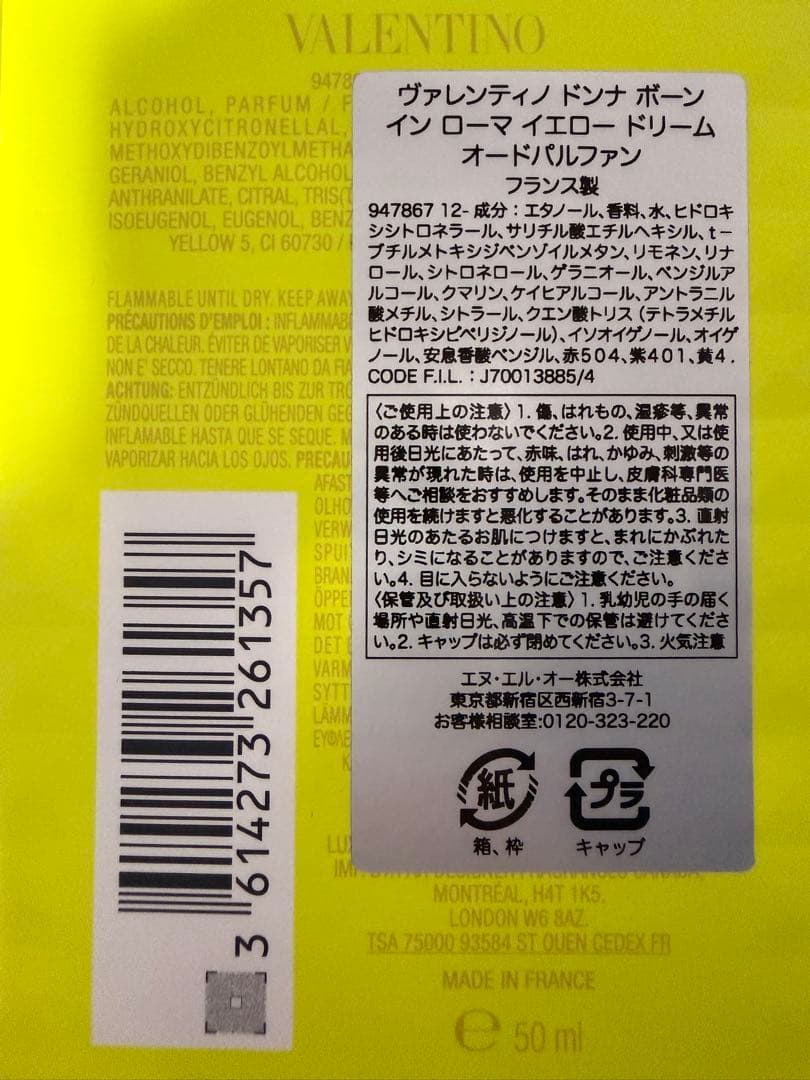 VALENTINO
9478
ALCOHOL, PARFUM / F
HYDROXYCITRONELLAL,
METHOXYDIBENZOYLMETHA
GERANIOL, BENZYL ALCOHOL
ANTHRANILATE, CITRAL, TRIS(T
ISOEUGENOL, EUGENOL, BENZ
YELLOW 5, CI 60730 /
FLAMMABLE UNTIL DRY. KEEP AWAY
PRÉCAUTIONS D'EMPLOI : INFLAMMAB
DE LA CHALEUR. ÉVITER DE VAPORISER V
NON E' SECCO. TENERE LONTANO DA FIA
ACHTUNG: ENTZÜNDLICH BIS ZUR TRO
ZÜNDQUELLEN ODER GLÜHENDEN GEG
INFLAMABLE HASTA QUE SE SEQUE. M
VAPORIZAR HACIA LOS OJOS. PRECAU
AFAST
OLHO
VERW
SPUI
BRAN
ÖPPE
MOT
DET
VARM
SYTT
LÄMM
ヴァレンティノ ドンナ ボーン
イン ローマ イエロー ドリーム
オードパルファン
フランス製
947867 12- 成分：エタノール、香料、水、ヒドロキ
シシトロネラール、サリチル酸エチルヘキシル、t－
ブチルメトキシジベンゾイルメタン、リモネン、リナ
ロール、シトロネロール、ゲラニオール、ベンジルア
ルコール、クマリン、ケイヒアルコール、アントラニル
酸メチル、シトラール、クエン酸トリス（テトラメチル
ヒドロキシピペリジノール）、イソオイゲノール、オイゲ
ノール、安息香酸ベンジル、赤504、紫401、黄4．
CODE F.I.L. : J70013885/4
〈ご使用上の注意〉1. 傷、はれもの、湿疹等、異常
のある時は使わないでください。2. 使用中、又は使
用後日光にあたって、赤味、はれ、かゆみ、刺激等の
異常が現れた時は、使用を中止し、皮膚科専門医
等へご相談をおすすめします。そのまま化粧品類の
使用を続けますと悪化することがあります。3. 直射
日光のあたるお肌につけますと、まれにかぶれた
り、シミになることがありますので、ご注意くださ
い。4. 目に入らないようにご注意ください。
〈保管及び取扱い上の注意〉1. 乳幼児の手の届く
場所や直射日光、高温下での保管は避けてくださ
い。2. キャップは必ず閉めてください。3. 火気注意
エヌ・エル・オー株式会社
東京都新宿区西新宿3-7-1
お客様相談室:0120-323-220
紙
プラ
箱、枠
キャップ
3 614273 261357
LUX
MONTRÉAL, H4T 1K5.
LONDON W6 8AZ.
TSA 75000 93584 ST OUEN CEDEX FR
MADE IN FRANCE
℮ 50 ml